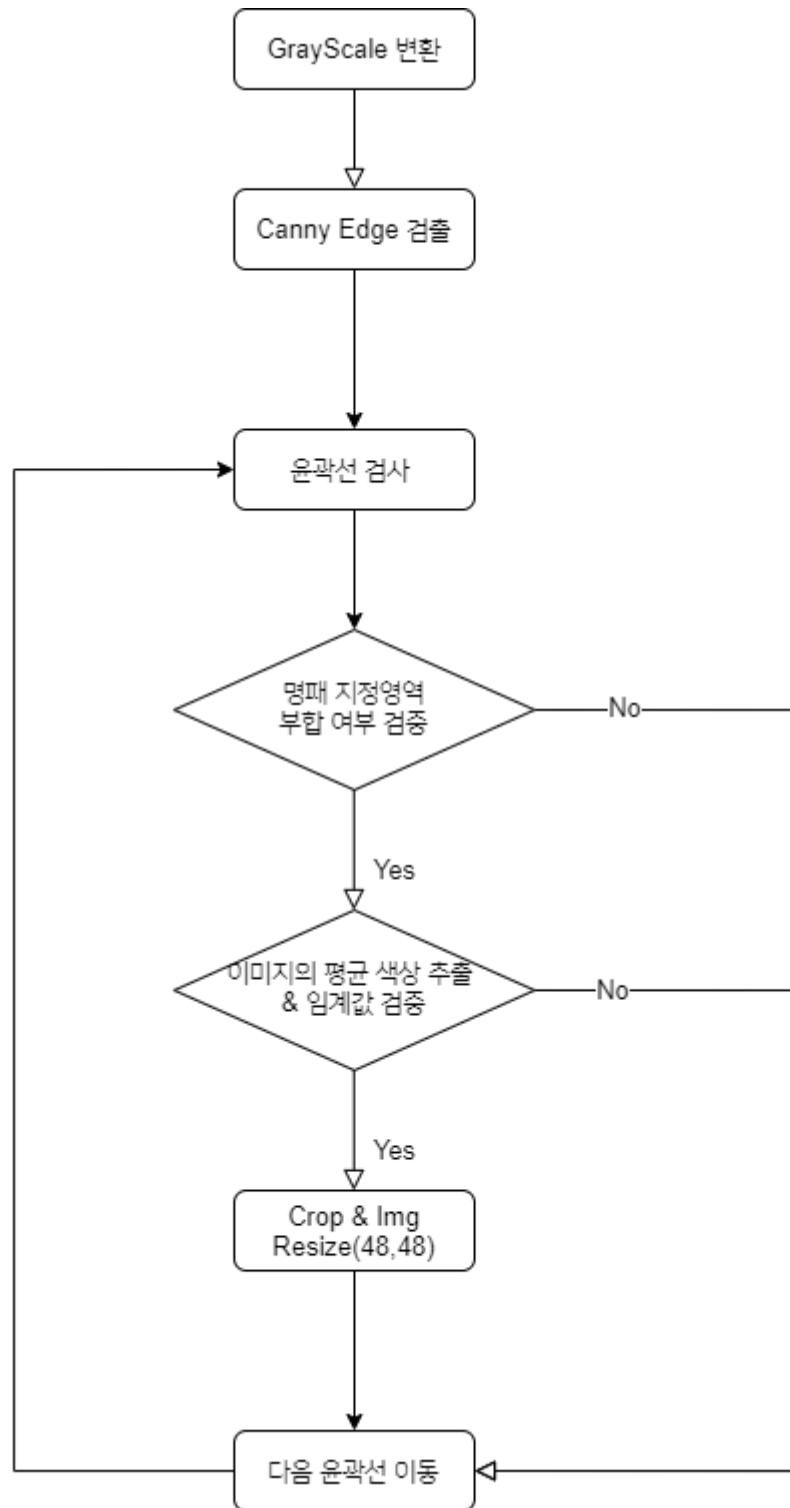 GrayScale 변환
Canny Edge 검출
윤곽선 검사
명패 지정영역
부합 여부 검증
No
Yes
이미지의 평균 색상 추출
& 임계값 검증
No
Yes
Crop & Img
Resize(48,48)
다음 윤곽선 이동